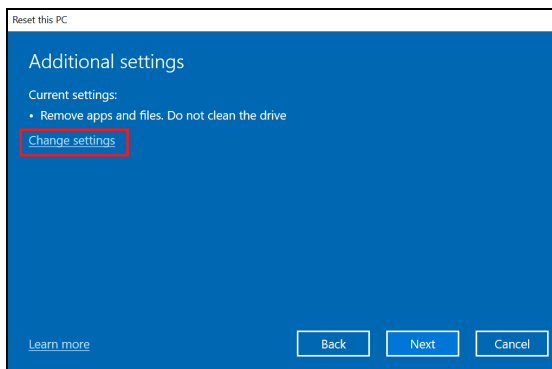 Reset this PC
Additional settings
Current settings:
• Remove apps and files. Do not clean the drive
Change settings
Learn more
Back
Next
Cancel